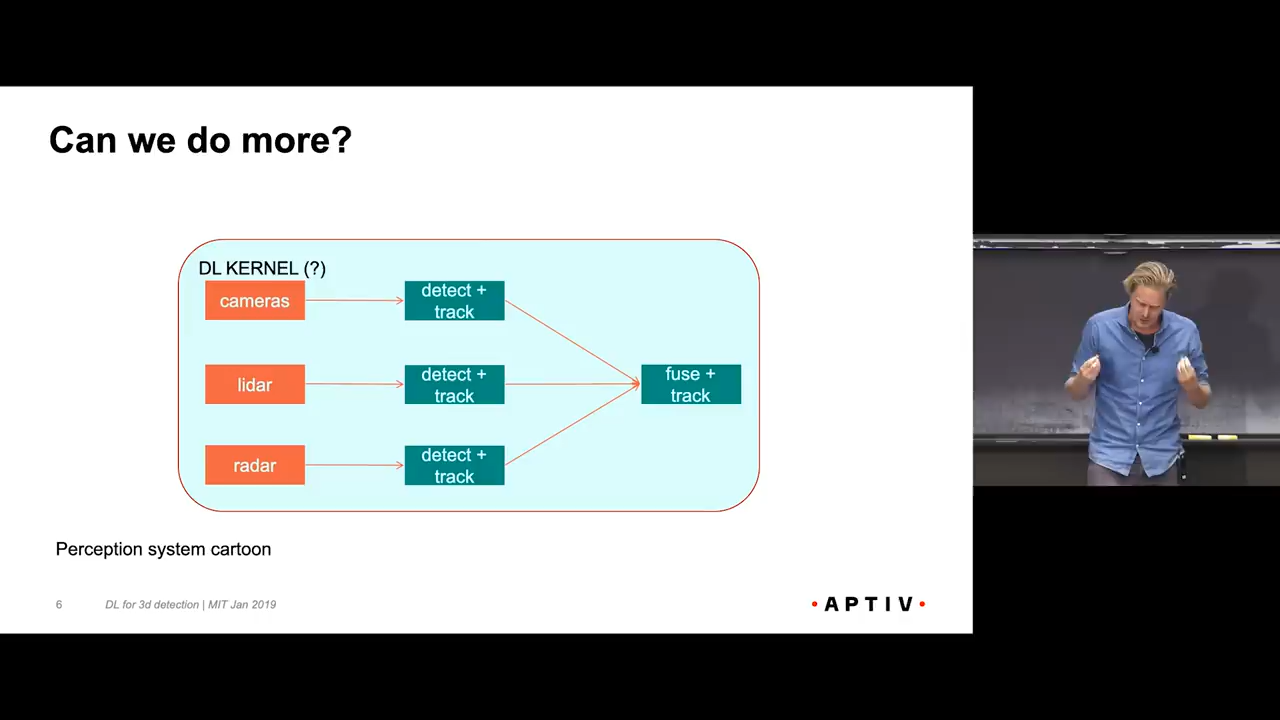 Can we do more?
DL KERNEL (?)
cameras
detect +
track
lidar
detect +
track
fuse +
track
radar
detect +
track
Perception system cartoon
6
DL for 3d detection | MIT Jan 2019
APTIV